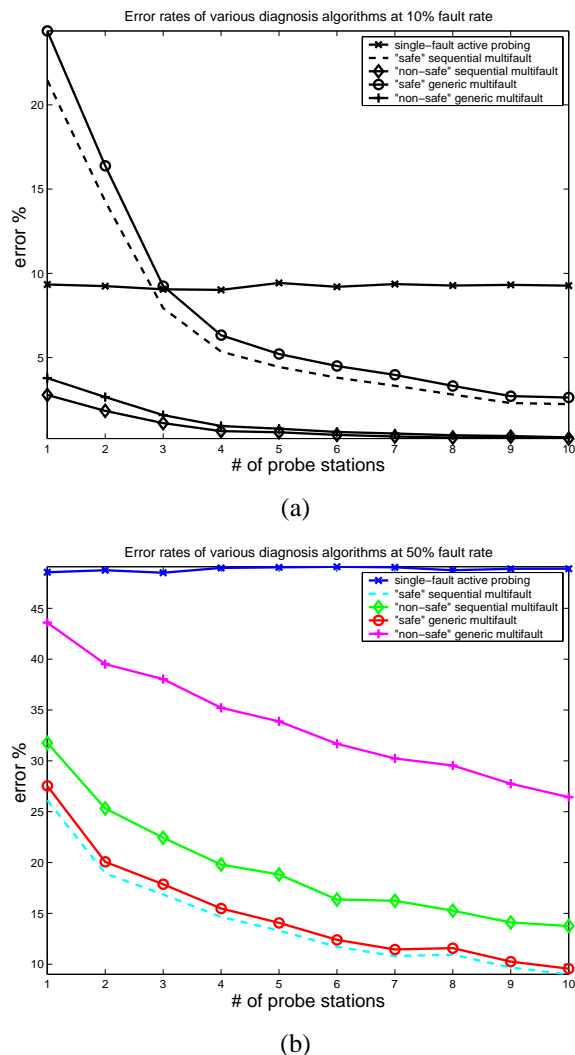 Error rates of various diagnosis algorithms at 10% fault rate
single-fault active probing
"safe" sequential multifault
"non-safe" sequential multifault
"safe" generic multifault
"non-safe" generic multifault
20
15
10
5
error %
1 2 3 4 5 6 7 8 9 10
# of probe stations
(a)
Error rates of various diagnosis algorithms at 50% fault rate
single-fault active probing
"safe" sequential multifault
"non-safe" sequential multifault
"safe" generic multifault
"non-safe" generic multifault
45
40
35
30
25
20
15
10
error %
1 2 3 4 5 6 7 8 9 10
# of probe stations
(b)